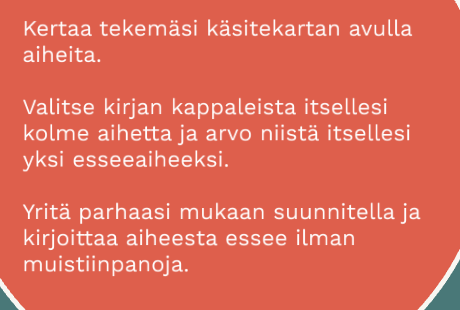 Kertaa tekemäsi käsitekartan avulla
aiheita.
Valitse kirjan kappaleista itsellesi
kolme aihetta ja arvo niistä itsellesi
yksi esseeaiheeksi.
Yritä parhaasi mukaan suunnitella ja
kirjoittaa aiheesta essee ilman
muistiinpanoja.